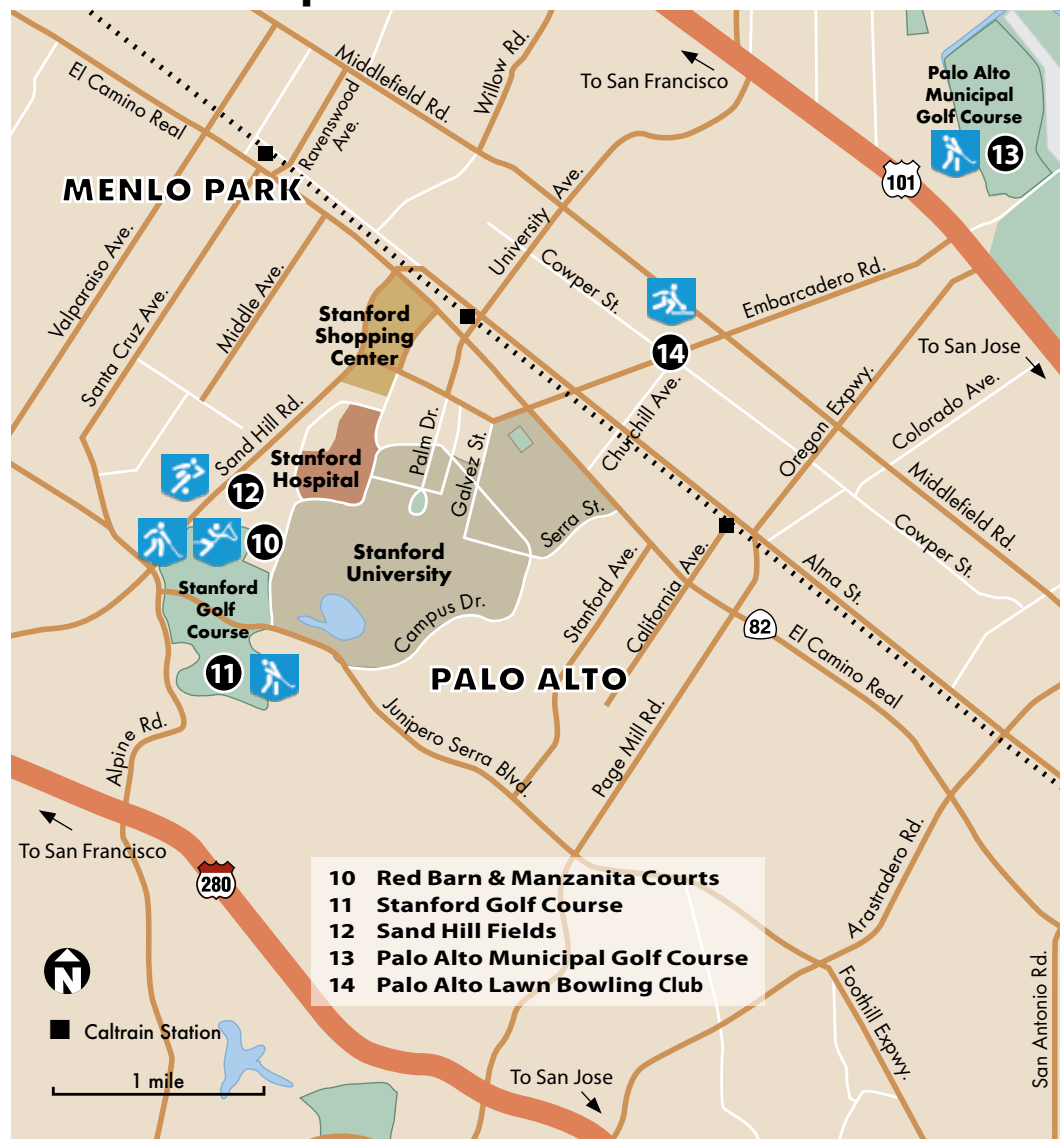 Middlefield Rd.
Willow Rd.
To San Francisco
El Camino Real
Ravenswood
Ave.
Palo Alto
Municipal
Golf Course
13
101
MENLO PARK
University Ave.
Valparaiso Ave.
Santa Cruz Ave.
Middle Ave.
Cowper St.
Embarcadero Rd.
Stanford
Shopping
Center
14
To San Jose
Churchill Ave.
Oregon Expwy.
Colorado Ave.
Sand Hill Rd.
Palm Dr.
Galvez St.
Stanford
Hospital
12
10
Serra St.
Middlefield Rd.
Cowper St.
Stanford
University
Stanford
Golf
Course
Campus Dr.
Stanford Ave.
California Ave.
Alma St.
82
El Camino Real
11
PALO ALTO
Alpine Rd.
Junipero Serra Blvd.
Page Mill Rd.
To San Francisco
280
Arastradero Rd.
10 Red Barn & Manzanita Courts
11 Stanford Golf Course
12 Sand Hill Fields
13 Palo Alto Municipal Golf Course
14 Palo Alto Lawn Bowling Club
N
Caltrain Station
1 mile
To San Jose
Foothill Expwy.
San Antonio Rd.